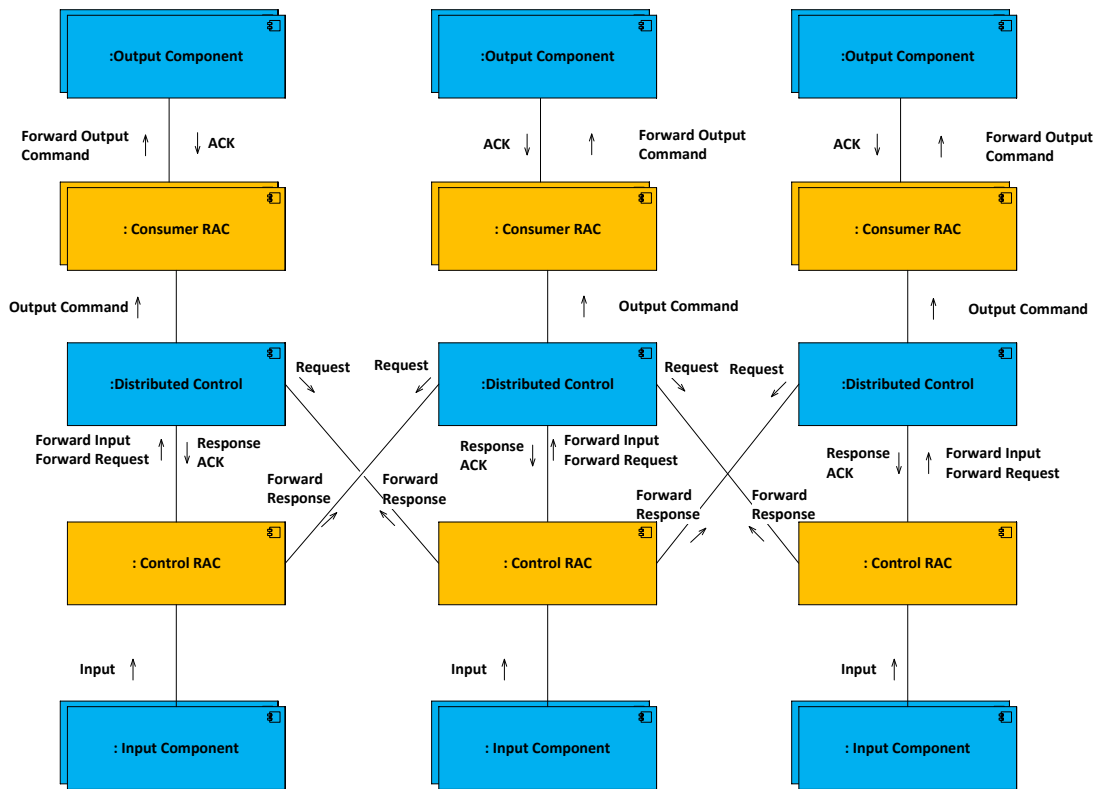 :Output Component
:Output Component
:Output Component
Forward Output
Command
ACK
ACK
Forward Output
Command
ACK
Forward Output
Command
: Consumer RAC
: Consumer RAC
: Consumer RAC
Output Command
Output Command
Output Command
:Distributed Control
Request
Request
:Distributed Control
Request
Request
:Distributed Control
Forward Input
Forward Request
Response
ACK
Response
ACK
Forward Input
Forward Request
Response
ACK
Forward Input
Forward Request
Forward
Response
Forward
Response
Forward
Response
Forward
Response
: Control RAC
: Control RAC
: Control RAC
Input
Input
Input
: Input Component
: Input Component
: Input Component